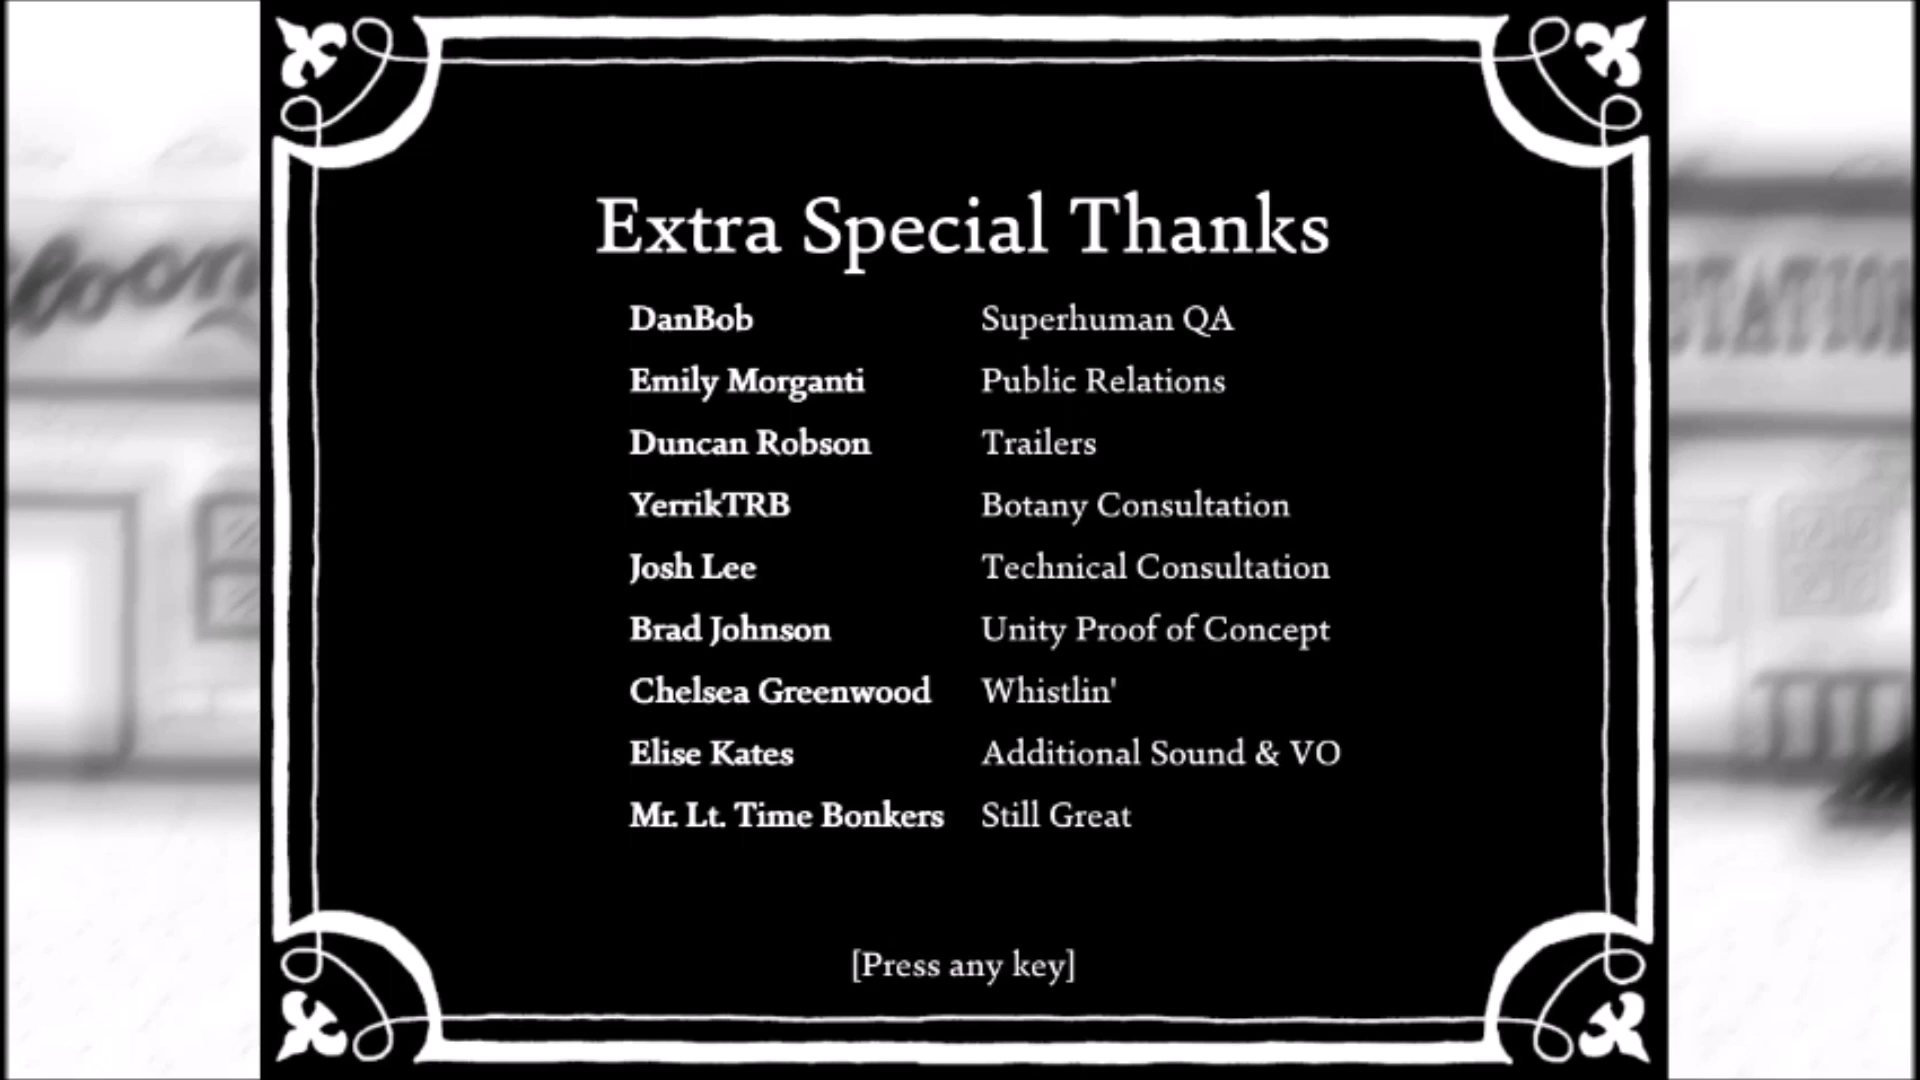 Extra Special Thanks
DanBob Superhuman QA
Emily Morganti Public Relations
Duncan Robson Trailers
YerrikTRB Botany Consultation
Josh Lee Technical Consultation
Brad Johnson Unity Proof of Concept
Chelsea Greenwood Whistlin'
Elise Kates Additional Sound & VO
Mr. Lt. Time Bonkers Still Great
[Press any key]